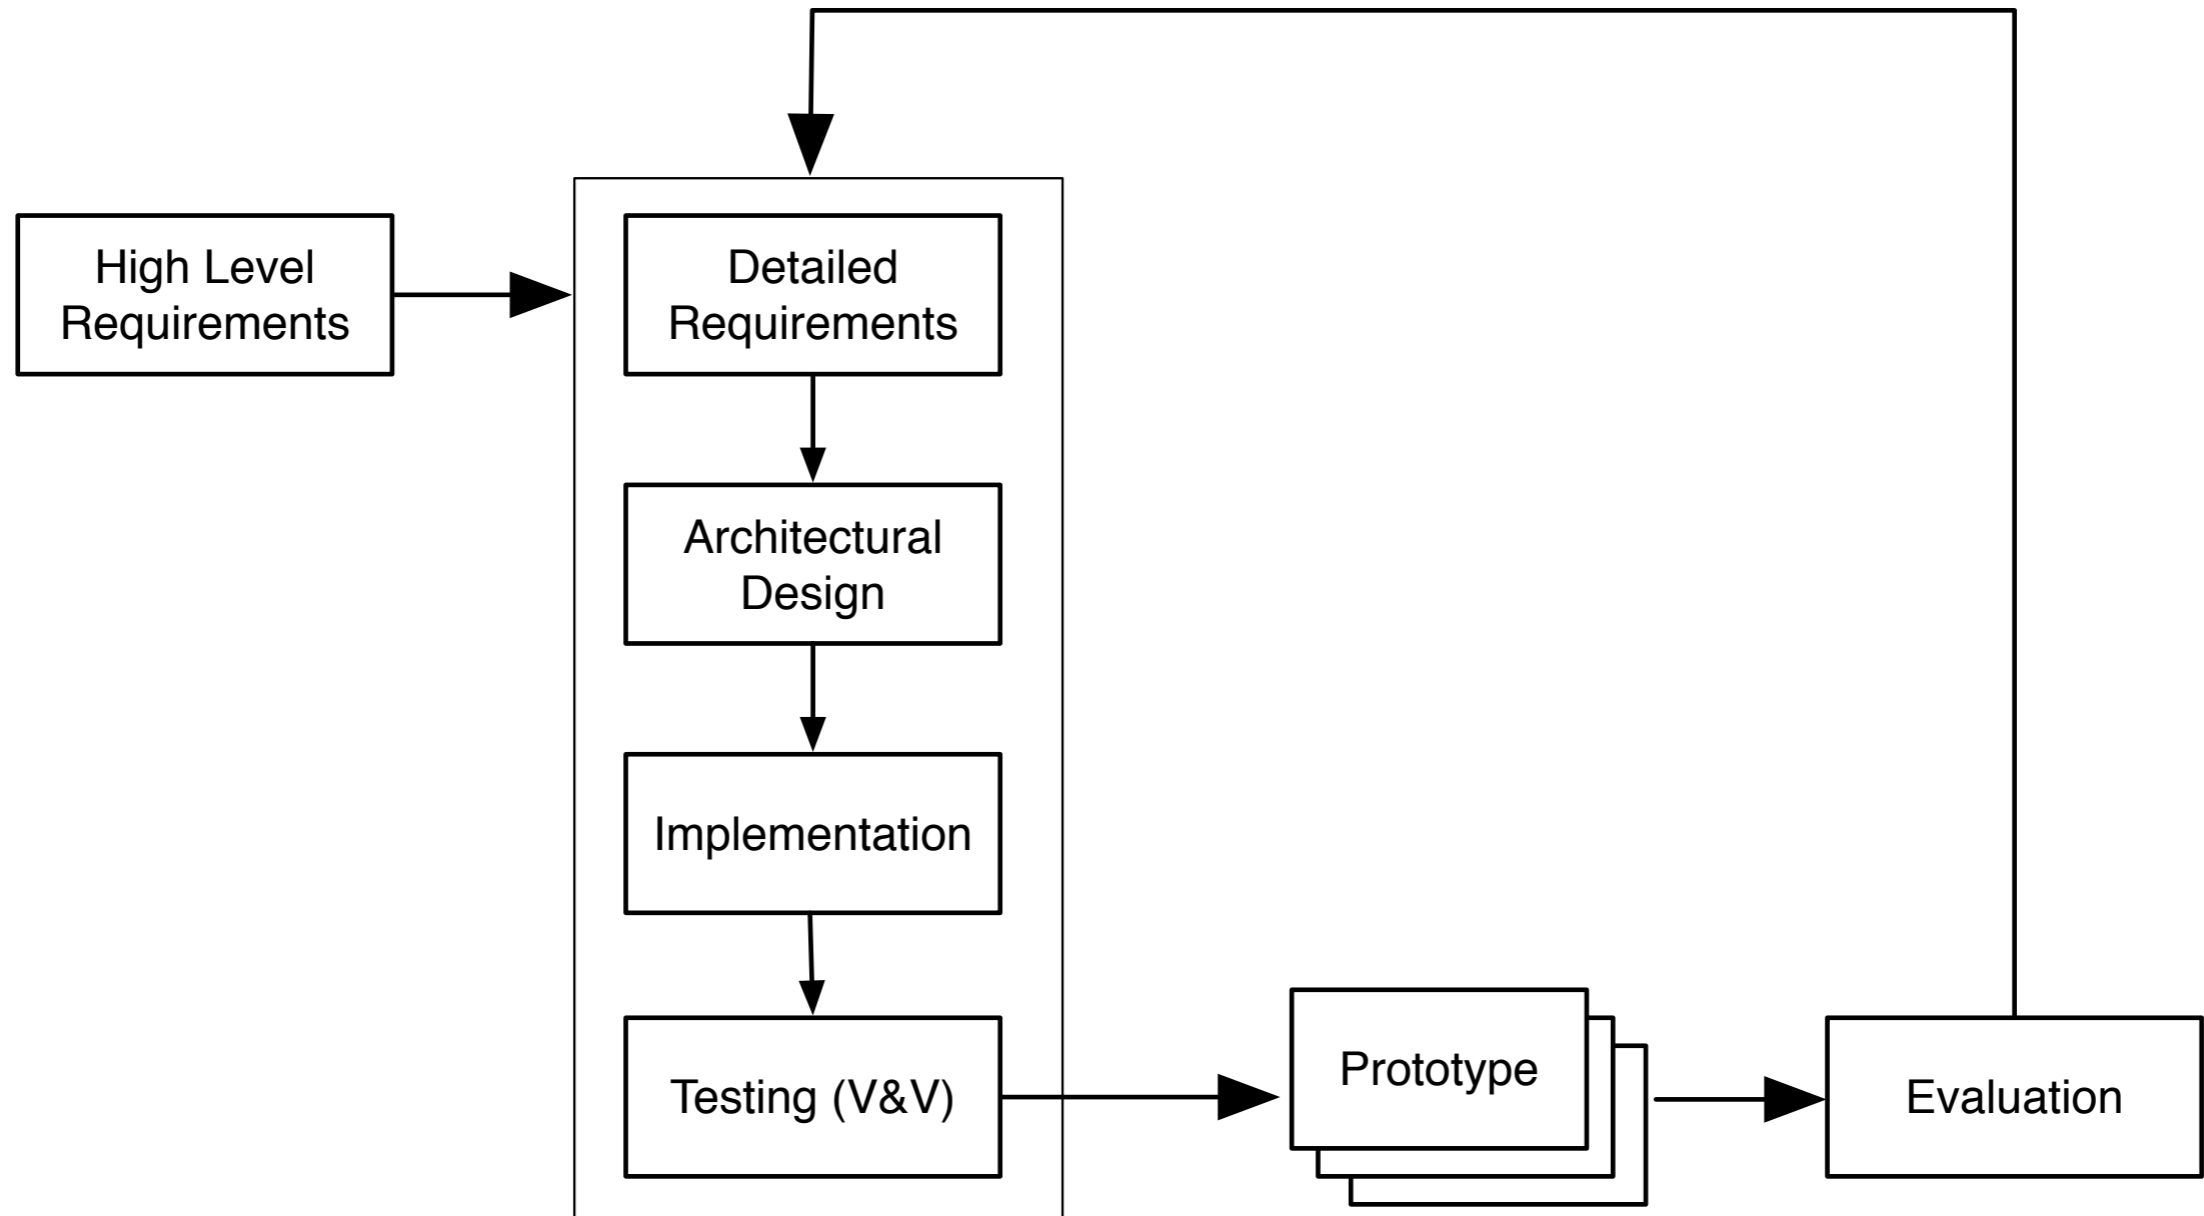 High Level
Requirements
Detailed
Requirements
Architectural
Design
Implementation
Testing (V&V)
Prototype
Evaluation